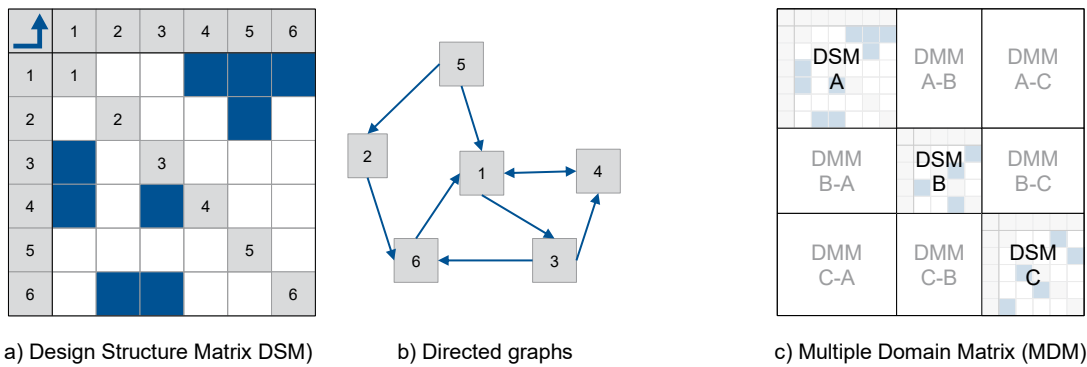 1 2 3 4 5 6
1 1
2 2
3 3
4 4
5 5
6 6
a) Design Structure Matrix DSM)
5
2
1
4
6
3
b) Directed graphs
DSM
A
DMM
A-B
DMM
A-C
DMM
B-A
DSM
B
DMM
B-C
DMM
C-A
DMM
C-B
DSM
C
c) Multiple Domain Matrix (MDM)